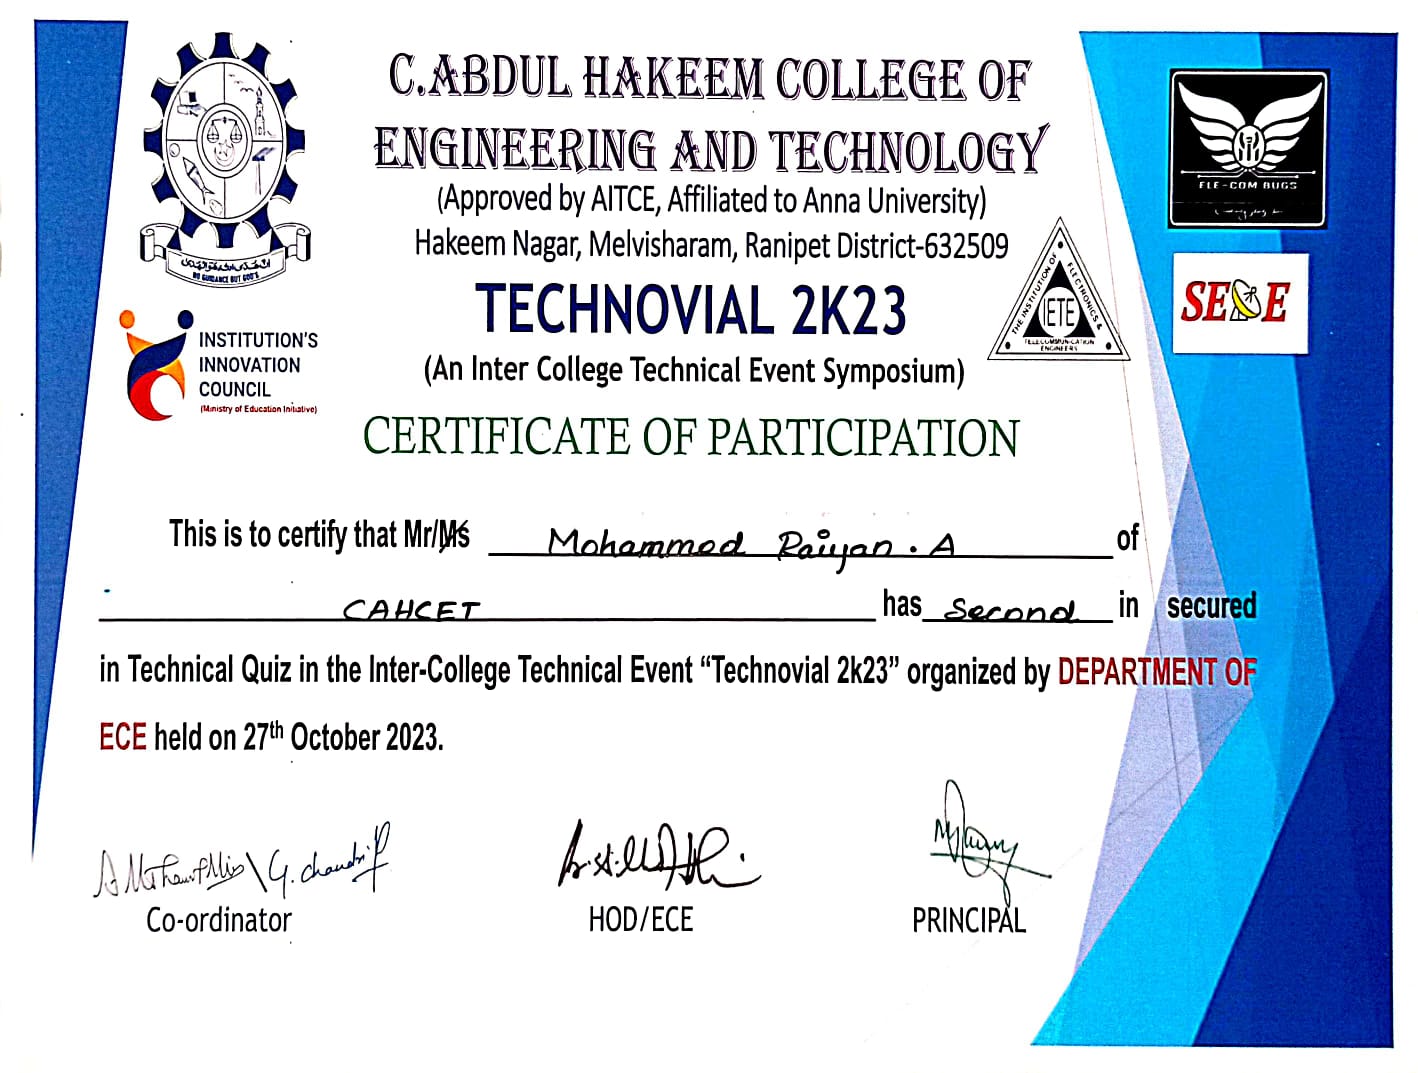 C.ABDUL HAKEEM COLLEGE OF
ENGINEERING AND TECHNOLOGY
(Approved by AITCE, Affiliated to Anna University)
Hakeem Nagar, Melvisharam, Ranipet District-632509
TECHNOVIAL 2K23
(An Inter College Technical Event Symposium)
CERTIFICATE OF PARTICIPATION
NO GUIDANCE BUT GOD'S
INSTITUTION'S
INNOVATION
COUNCIL
(Ministry of Education Initiative)
THE INSTITUTION OF
ELECTRONICS &
IETE
TELECOMMUNICATION
ENGINEERS
ELE-COM BUGS
SEE
This is to certify that Mr/Ms Mohammed Raiyan . A of
CAHCET has Second in secured
in Technical Quiz in the Inter-College Technical Event “Technovial 2k23” organized by DEPARTMENT OF
ECE held on 27th October 2023.
Co-ordinator
HOD/ECE
PRINCIPAL